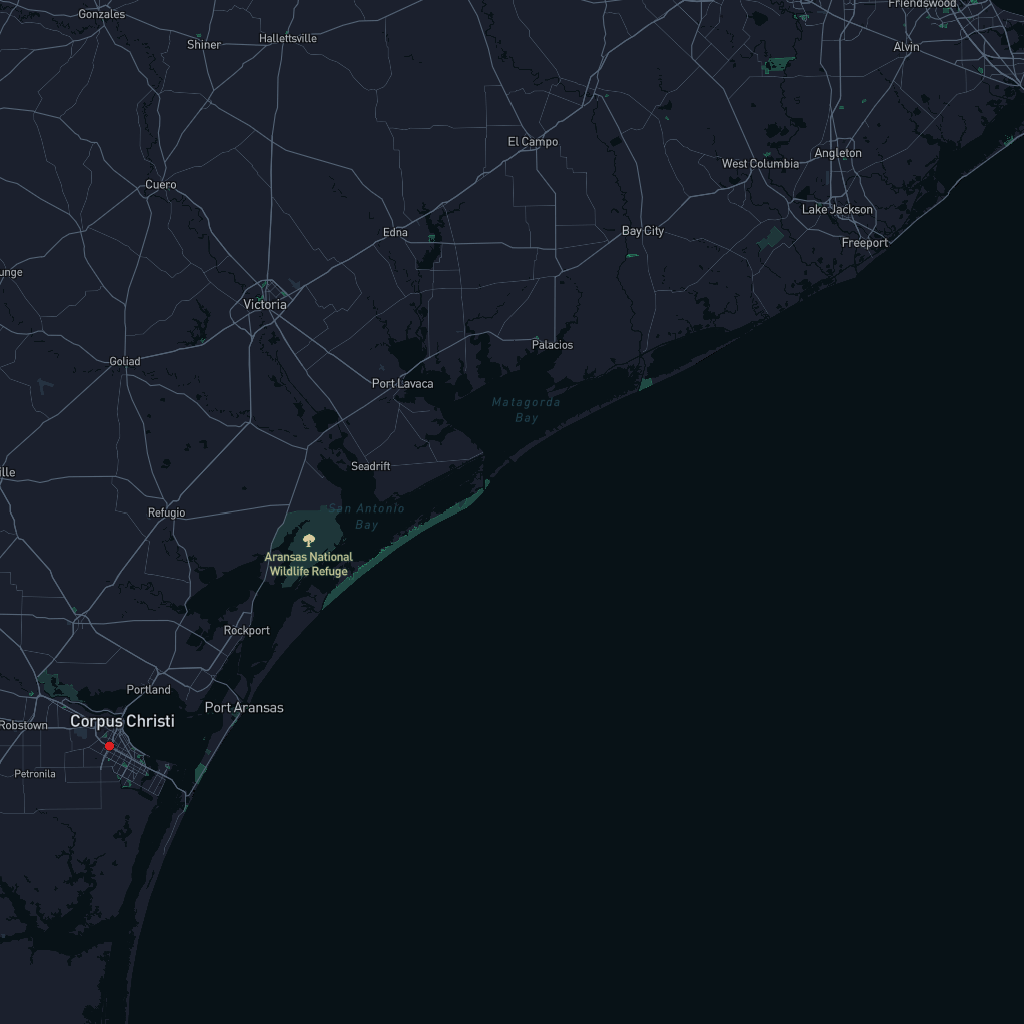 Friendswood
Gonzales
Shiner
Hallettsville
Alvin
El Campo
Angleton
West Columbia
Cuero
Lake Jackson
Edna
Bay City
Freeport
unge
Victoria
Palacios
Goliad
Port Lavaca
Matagorda
Bay
Seadrift
ille
San Antonio
Bay
Refugio
Aransas National
Wildlife Refuge
Rockport
Portland
Port Aransas
Corpus Christi
Robstown
Petronila